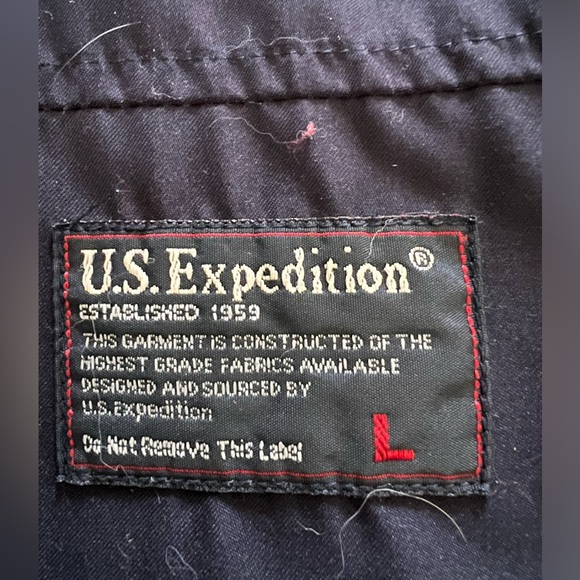 U.S. Expedition®
ESTABLISHED 1959
THIS GARMENT IS CONSTRUCTED OF THE
HIGHEST GRADE FABRICS AVAILABLE
DESIGNED AND SOURCED BY
U.S. Expedition
Do Not Remove This Label
L